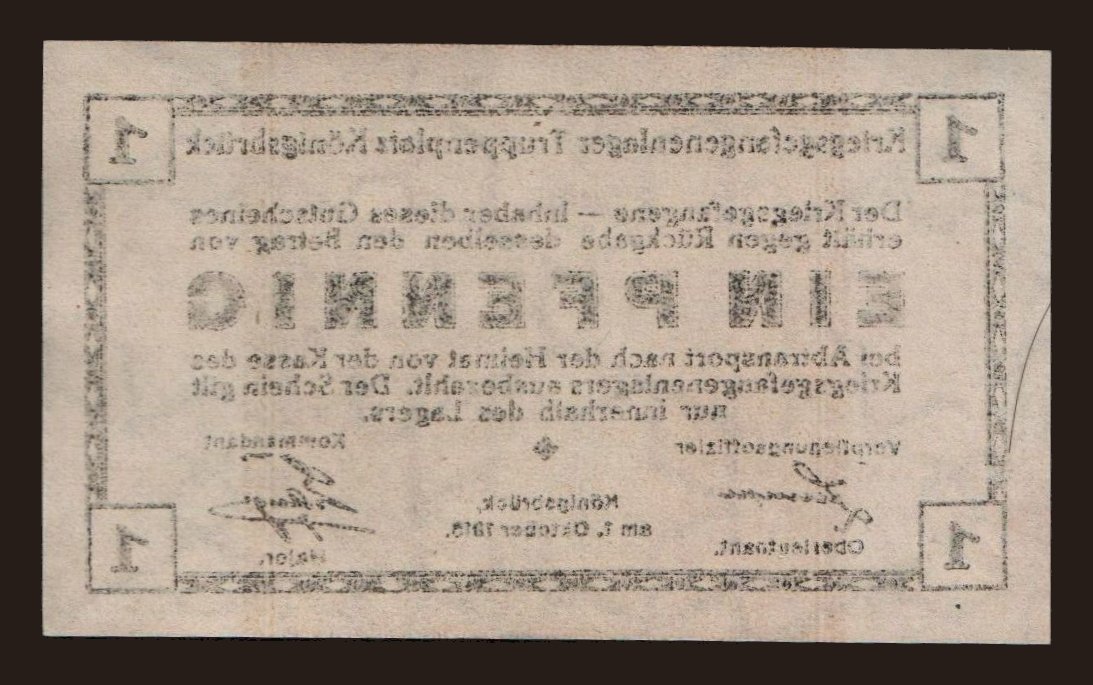 1 1
Kriegsgefangenenlager Truppenplatz Königsbrück
Der Kriegsgefangene — Inhaber dieses Gutscheines
erhält gegen Rückgabe desselben den Betrag von
EIN PFENNIG
bei Abtransport nach der Heimat von der Kasse des
Kriegsgefangenenlagers ausbezahlt. Der Schein gilt
nur innerhalb des Lagers.
Verpflegungsoffizier Kommandant
Königsbrück,
am 1. Oktober 1916.
Oberleutnant. Major.
1 1